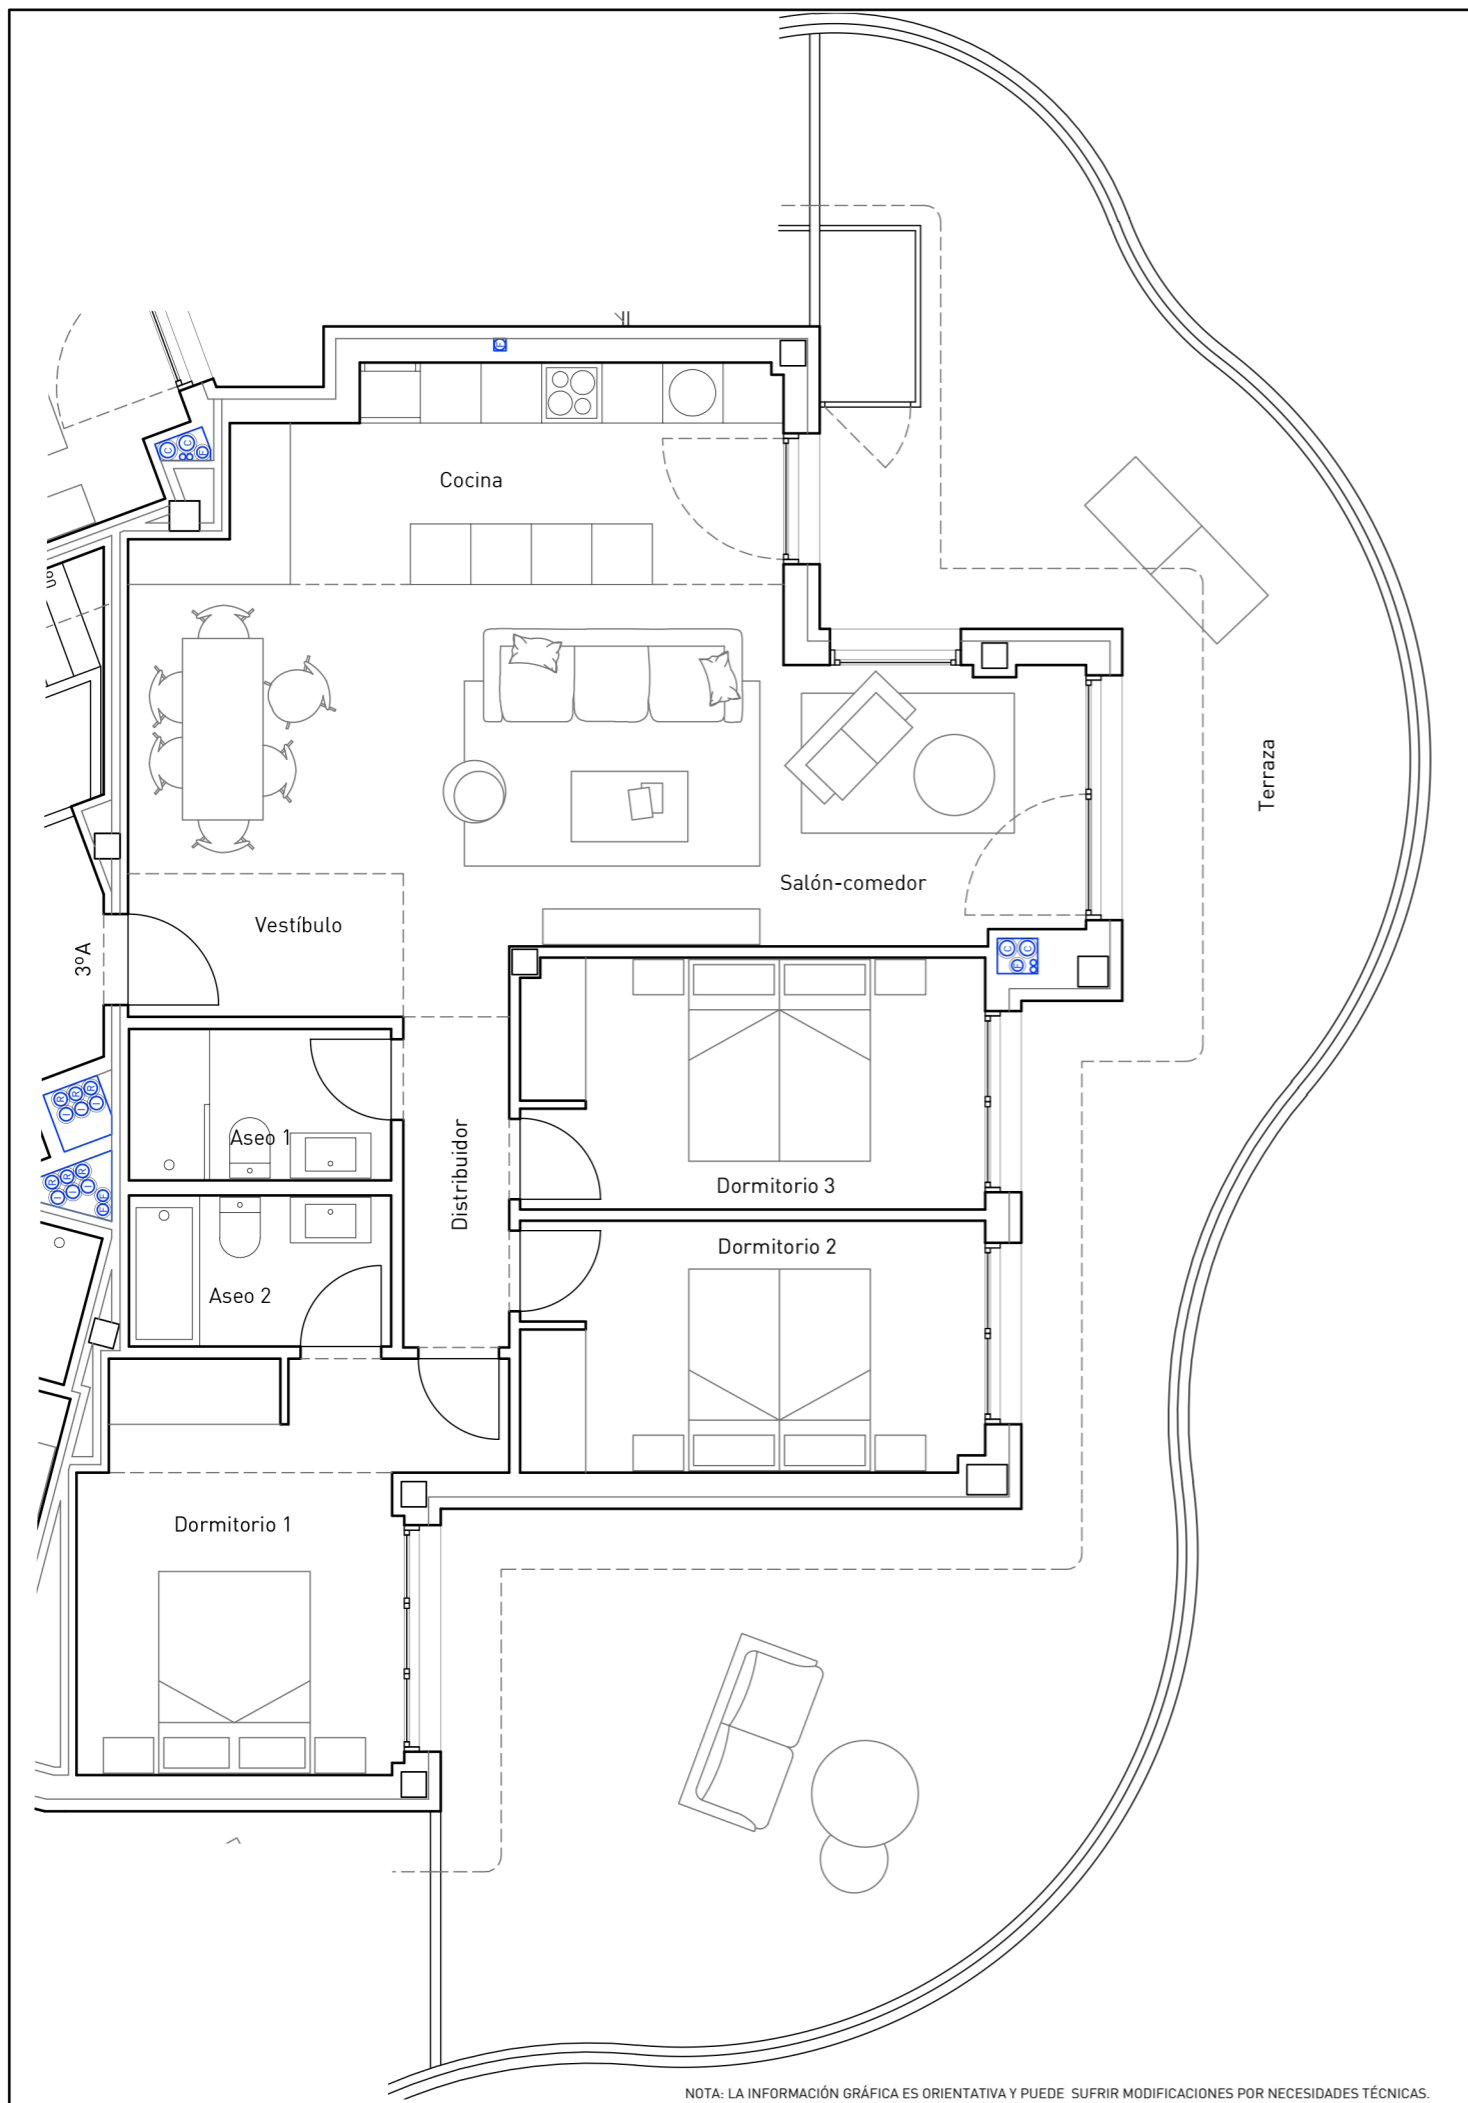 Cocina
Terraza
Salón-comedor
Vestíbulo
3ºA
Aseo 1
Distribuidor
Dormitorio 3
Dormitorio 2
Aseo 2
Dormitorio 1
F
C C F
C C F
R R R
I I I
R R R
I I I F
NOTA: LA INFORMACIÓN GRÁFICA ES ORIENTATIVA Y PUEDE SUFRIR MODIFICACIONES POR NECESIDADES TÉCNICAS.